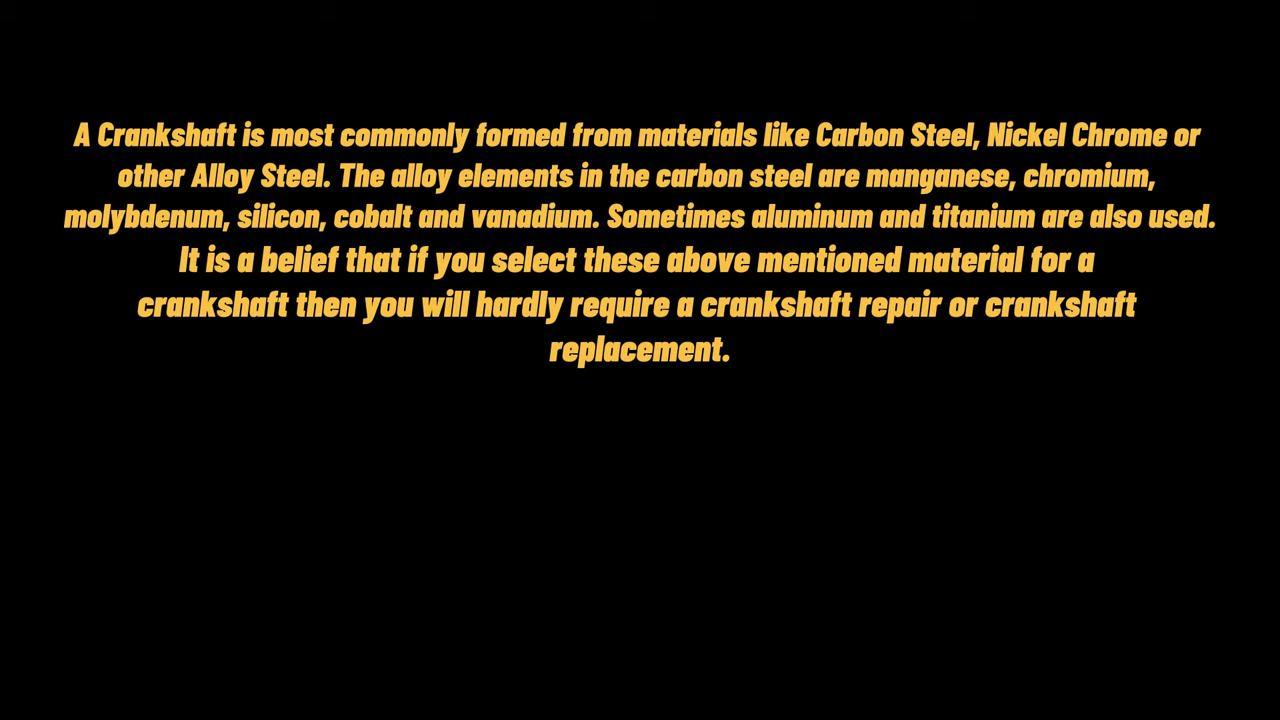 A Crankshaft is most commonly formed from materials like Carbon Steel, Nickel Chrome or
other Alloy Steel. The alloy elements in the carbon steel are manganese, chromium,
molybdenum, silicon, cobalt and vanadium. Sometimes aluminum and titanium are also used.
It is a belief that if you select these above mentioned material for a
crankshaft then you will hardly require a crankshaft repair or crankshaft
replacement.